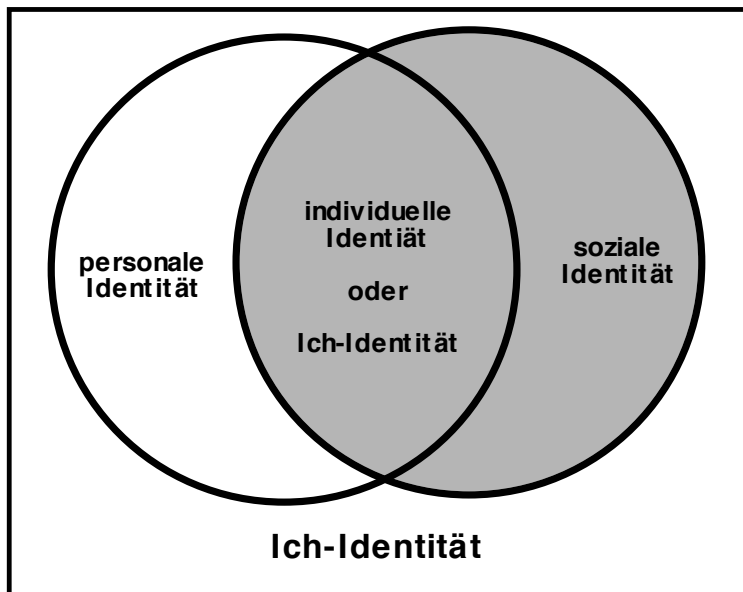 personale
Identität
individuelle
Identiät
oder
Ich-Identität
soziale
Identität
Ich-Identität